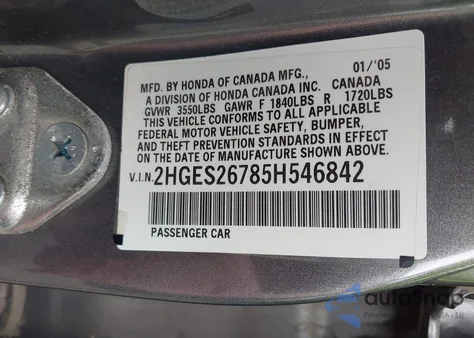 01/'05
MFD. BY HONDA OF CANADA MFG.,
A DIVISION OF HONDA CANADA INC. CANADA
GVWR 3550LBS GAWR F 1840LBS R 1720LBS
THIS VEHICLE CONFORMS TO ALL APPLICABLE
FEDERAL MOTOR VEHICLE SAFETY, BUMPER,
AND THEFT PREVENTION STANDARDS IN EFFECT
ON THE DATE OF MANUFACTURE SHOWN ABOVE.
V.I.N. 2HGES26785H546842
PASSENGER CAR
autoSnap